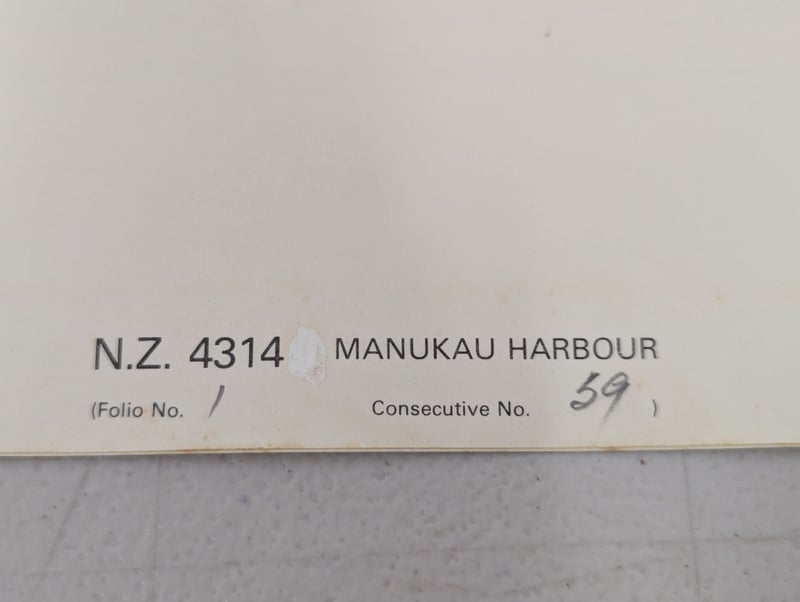 N.Z. 4314 MANUKAU HARBOUR
(Folio No. 1 Consecutive No. 59 )